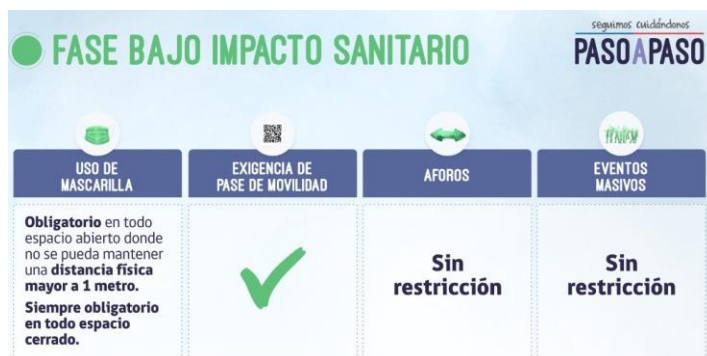 seguimos cuidándonos
FASE BAJO IMPACTO SANITARIO
PASOAPASO
USO DE
MASCARILLA
EXIGENCIA DE
PASE DE MOVILIDAD
AFOROS
EVENTOS
MASIVOS
Obligatorio en todo
espacio abierto donde
no se pueda mantener
una distancia física
mayor a 1 metro.
Siempre obligatorio
en todo espacio
cerrado.
Sin
restricción
Sin
restricción